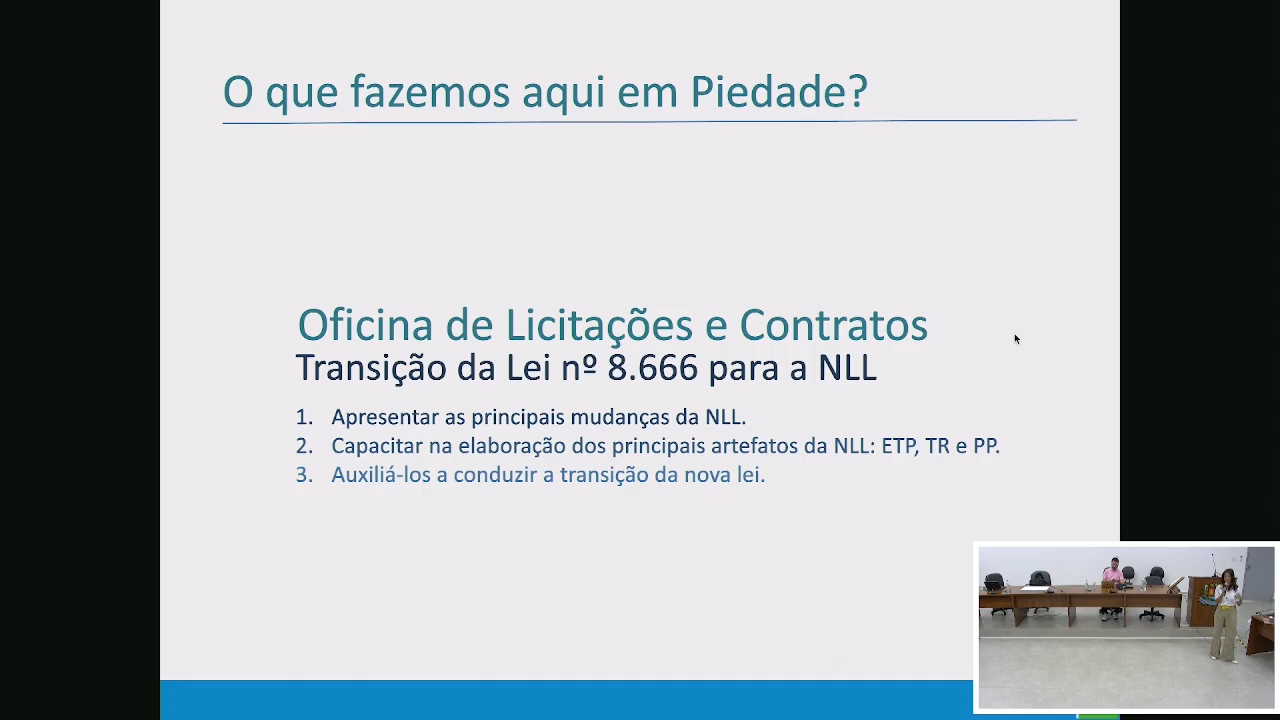 O que fazemos aqui em Piedade?
Oficina de Licitações e Contratos
Transição da Lei nº 8.666 para a NLL
1. Apresentar as principais mudanças da NLL.
2. Capacitar na elaboração dos principais artefatos da NLL: ETP, TR e PP.
3. Auxiliá-los a conduzir a transição da nova lei.